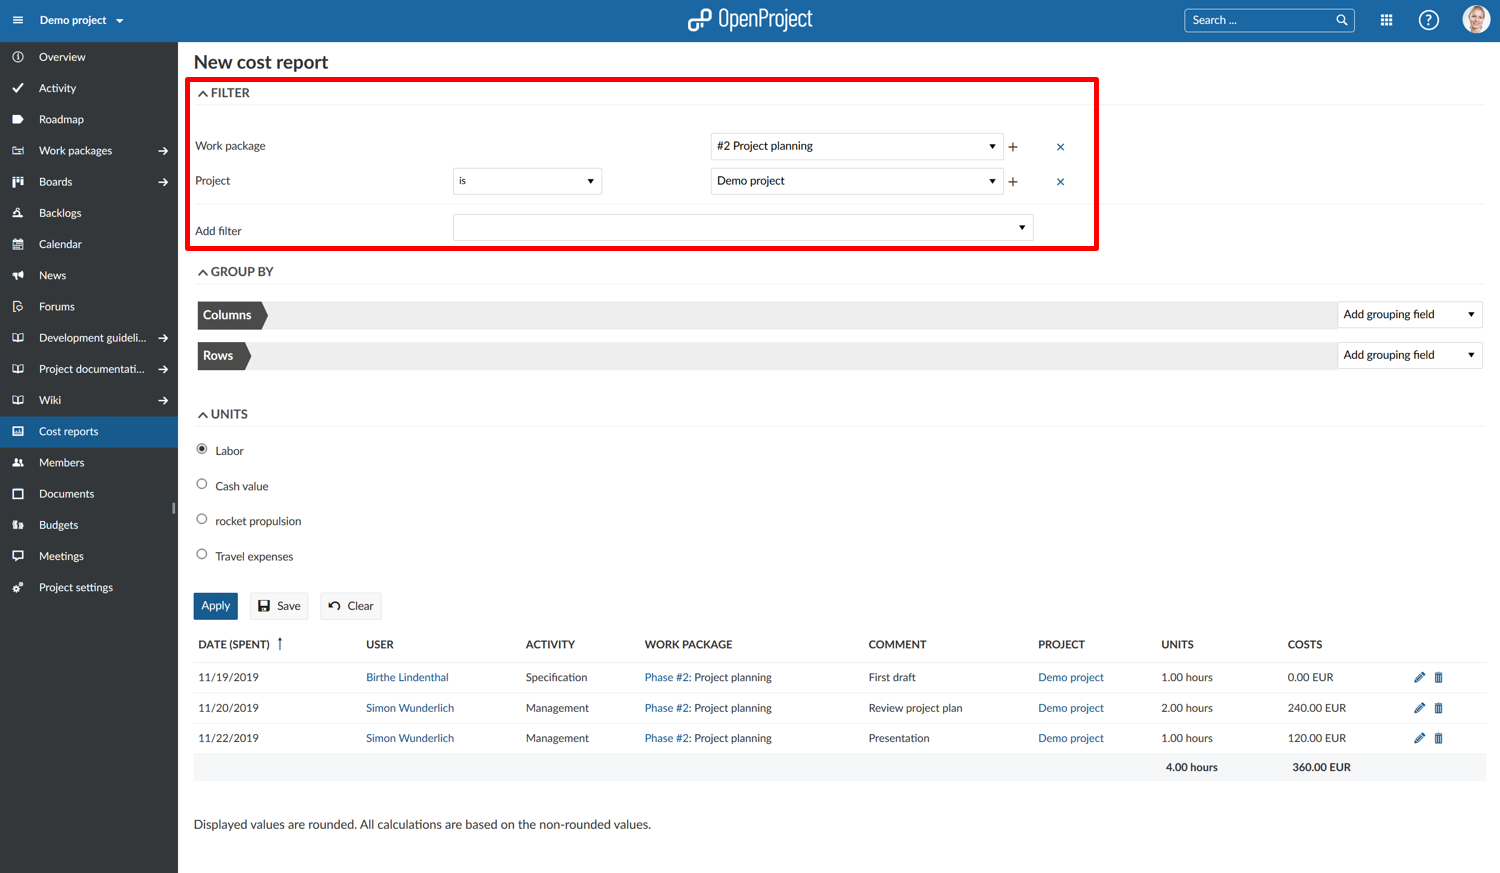 Demo project
OpenProject
Search ...
?
Overview
Activity
Roadmap
Work packages
Boards
Backlogs
Calendar
News
Forums
Development guideli...
Project documentati...
Wiki
Cost reports
Members
Documents
Budgets
Meetings
Project settings
New cost report
FILTER
Work package #2 Project planning
Project is Demo project
Add filter
GROUP BY
Columns Add grouping field
Rows Add grouping field
UNITS
Labor
Cash value
rocket propulsion
Travel expenses
Apply Save Clear
DATE (SPENT) USER ACTIVITY WORK PACKAGE COMMENT PROJECT UNITS COSTS
11/19/2019 Birthe Lindenthal Specification Phase #2: Project planning First draft Demo project 1.00 hours 0.00 EUR
11/20/2019 Simon Wunderlich Management Phase #2: Project planning Review project plan Demo project 2.00 hours 240.00 EUR
11/22/2019 Simon Wunderlich Management Phase #2: Project planning Presentation Demo project 1.00 hours 120.00 EUR
4.00 hours 360.00 EUR
Displayed values are rounded. All calculations are based on the non-rounded values.